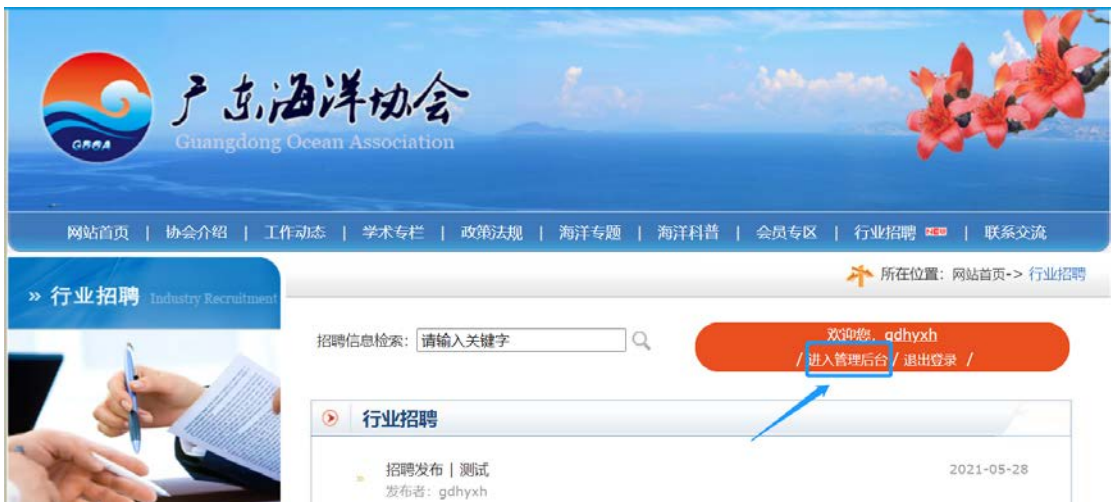 广东海洋协会
GDOA
Guangdong Ocean Association
网站首页 | 协会介绍 | 工作动态 | 学术专栏 | 政策法规 | 海洋专题 | 海洋科普 | 会员专区 | 行业招聘 NEW | 联系交流
» 行业招聘 Industry Recruitment
所在位置：网站首页-> 行业招聘
招聘信息检索： 请输入关键字
欢迎您，gdhyxh
/ 进入管理后台 / 退出登录 /
行业招聘
招聘发布 | 测试 2021-05-28
发布者：gdhyxh